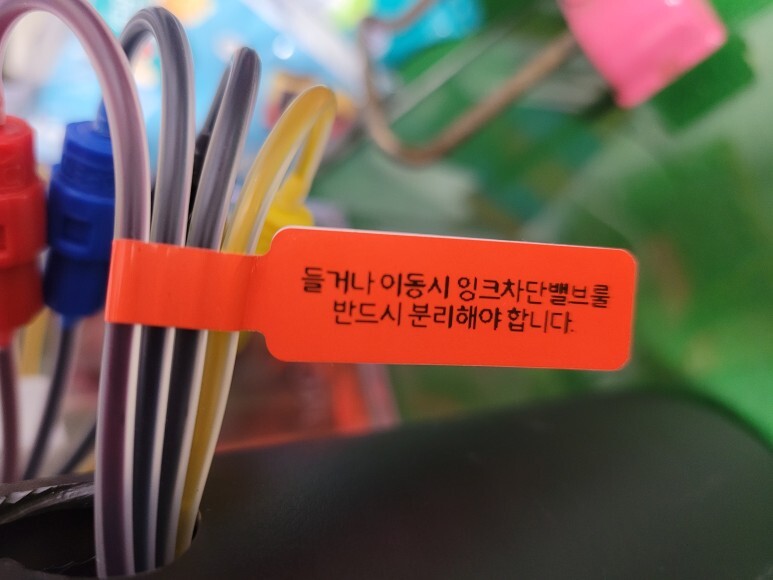 들거나 이동시 잉크차단밸브룰
반드시 분리해야 합니다.